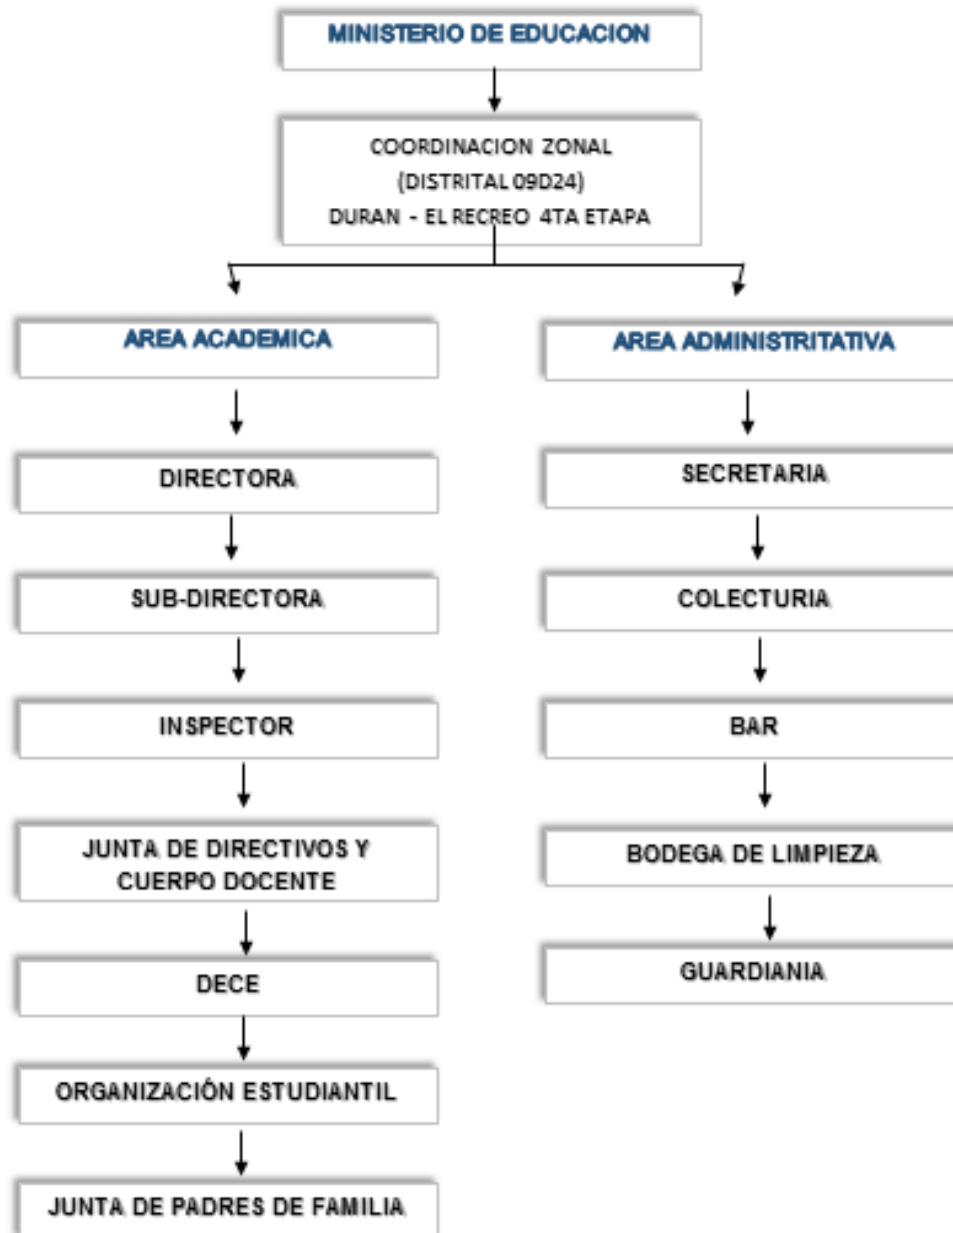 MINISTERIO DE EDUCACION
COORDINACION ZONAL
(DISTRITAL 09D24)
DURAN - EL RECREO 4TA ETAPA
AREA ACADEMICA
DIRECTORA
SUB-DIRECTORA
INSPECTOR
JUNTA DE DIRECTIVOS Y
CUERPO DOCENTE
DECE
ORGANIZACIÓN ESTUDIANTIL
JUNTA DE PADRES DE FAMILIA
AREA ADMINISTRITATIVA
SECRETARIA
COLECTURIA
BAR
BODEGA DE LIMPIEZA
GUARDIANIA